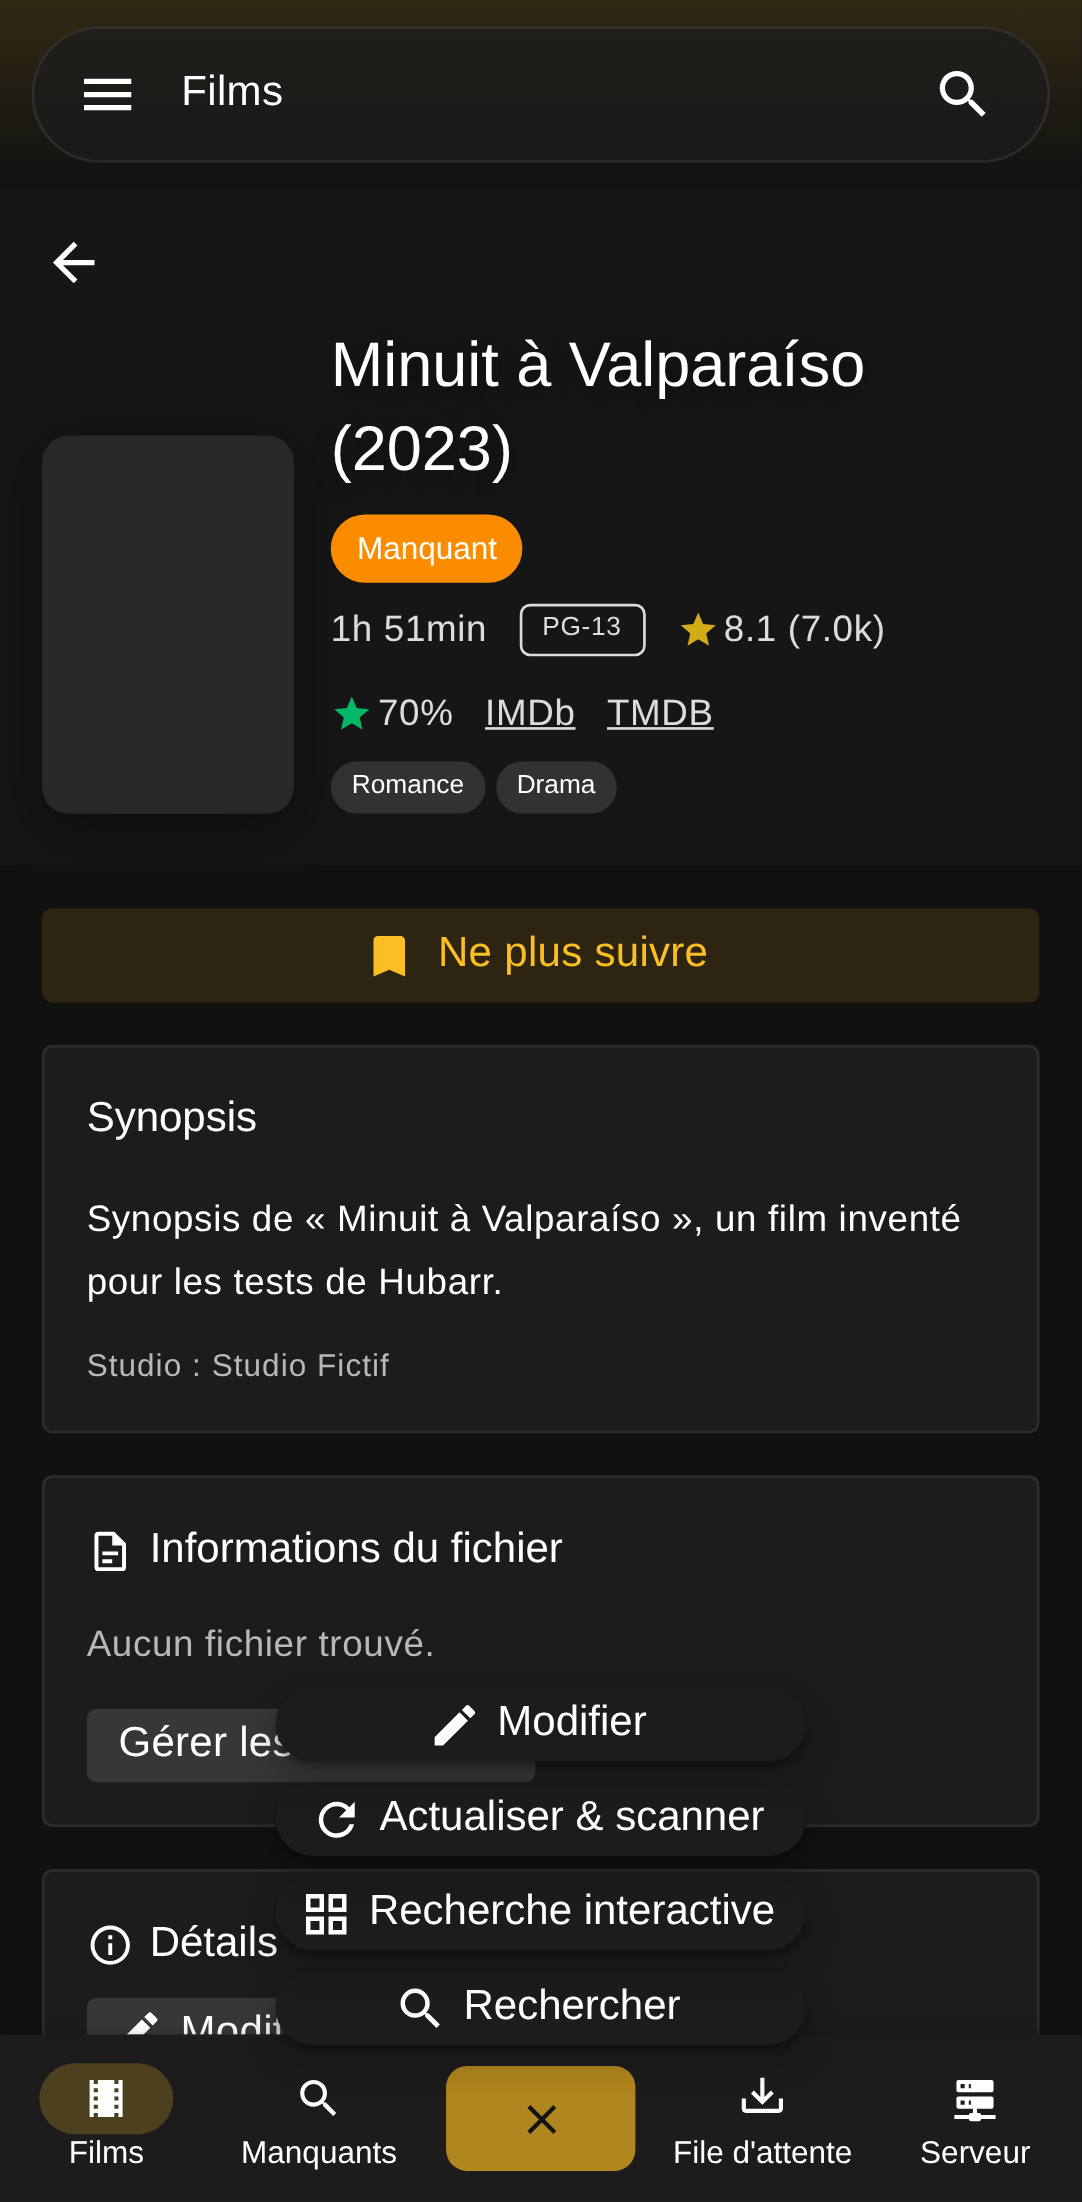 Films
Minuit à Valparaíso
(2023)
Manquant
1h 51min PG-13 8.1 (7.0k)
70% IMDb TMDB
Romance Drama
Ne plus suivre
Synopsis
Synopsis de « Minuit à Valparaíso », un film inventé
pour les tests de Hubarr.
Studio : Studio Fictif
Informations du fichier
Aucun fichier trouvé.
Modifier
Gérer les
Actualiser & scanner
Recherche interactive
Détails
Rechercher
Films Manquants File d'attente Serveur